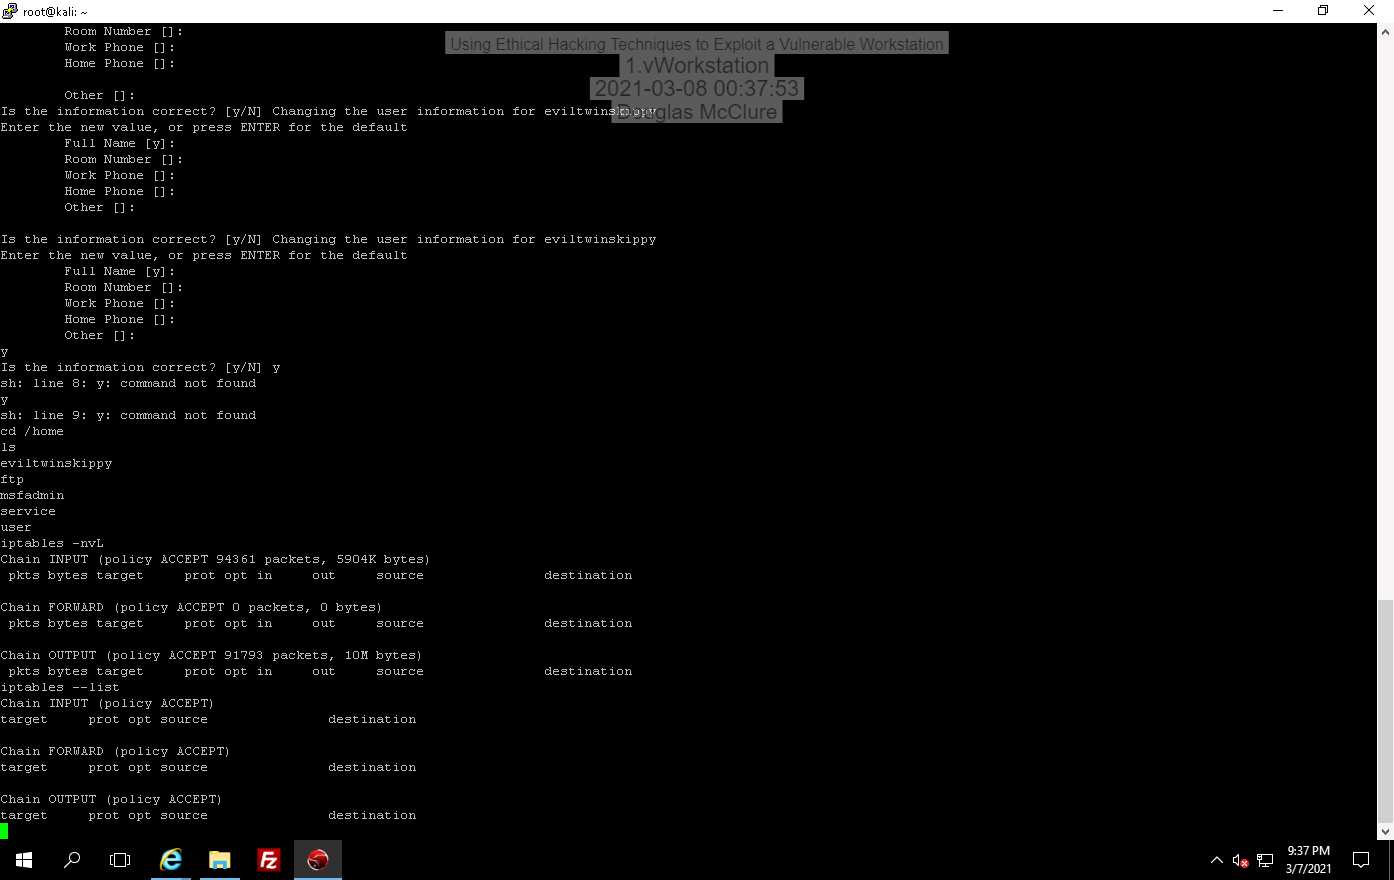 root@kali: ~
Using Ethical Hacking Techniques to Exploit a Vulnerable Workstation
1.vWorkstation
2021-03-08 00:37:53
Douglas McClure
Room Number []:
Work Phone []:
Home Phone []:
Other []:
Is the information correct? [y/N] Changing the user information for eviltwinskippy
Enter the new value, or press ENTER for the default
Full Name [y]:
Room Number []:
Work Phone []:
Home Phone []:
Other []:
Is the information correct? [y/N] Changing the user information for eviltwinskippy
Enter the new value, or press ENTER for the default
Full Name [y]:
Room Number []:
Work Phone []:
Home Phone []:
Other []:
y
Is the information correct? [y/N] y
sh: line 8: y: command not found
y
sh: line 9: y: command not found
cd /home
ls
eviltwinskippy
ftp
msfadmin
service
user
iptables -nvL
Chain INPUT (policy ACCEPT 94361 packets, 5904K bytes)
pkts bytes target prot opt in out source destination
Chain FORWARD (policy ACCEPT 0 packets, 0 bytes)
pkts bytes target prot opt in out source destination
Chain OUTPUT (policy ACCEPT 91793 packets, 10M bytes)
pkts bytes target prot opt in out source destination
iptables --list
Chain INPUT (policy ACCEPT)
target prot opt source destination
Chain FORWARD (policy ACCEPT)
target prot opt source destination
Chain OUTPUT (policy ACCEPT)
target prot opt source destination
9:37 PM
3/7/2021